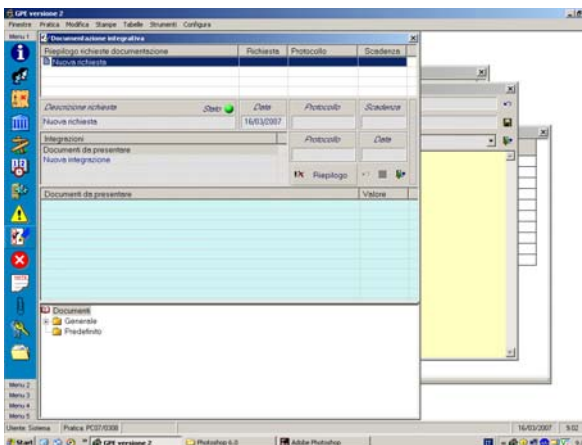 GPE versione 2
Finestre Pratica Modifica Stampe Tabelle Strumenti Configura
Menu 1
Documentazione integrativa
Riepilogo richieste documentazione Richiesta Protocollo Scadenza
Nuova richiesta
Descrizione richiesta Stato Data Protocollo Scadenza
Nuova richiesta 16/03/2007
Integrazioni Protocollo Data
Documenti da presentare
Nuova integrazione
Riepilogo
Documenti da presentare Valore
Documenti
Generale
Predefinito
Menu 2
Menu 3
Menu 4
Menu 5
Utente: Sistema Pratica: PC07/0308 16/03/2007 9.02
Start GPE versione 2 Photoshop 6.0 Adobe Photoshop